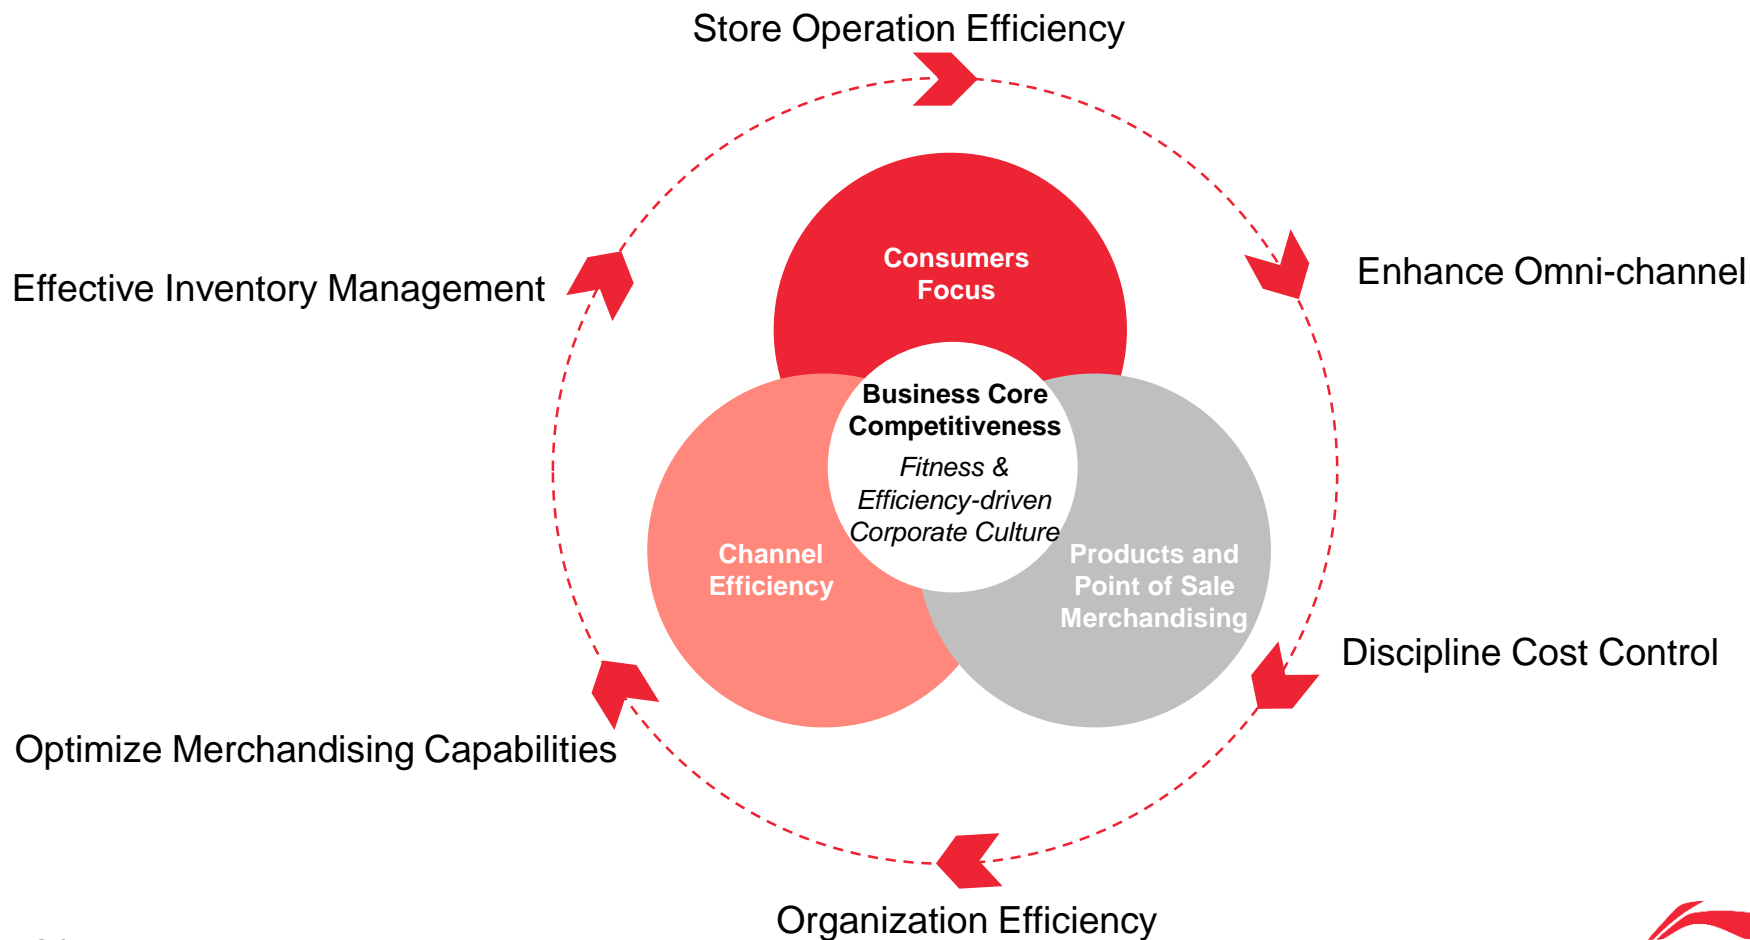 Store Operation Efficiency
Effective Inventory Management
Enhance Omni-channel
Consumers
Focus
Business Core
Competitiveness
Fitness &
Efficiency-driven
Corporate Culture
Channel
Efficiency
Products and
Point of Sale
Merchandising
Discipline Cost Control
Optimize Merchandising Capabilities
Organization Efficiency